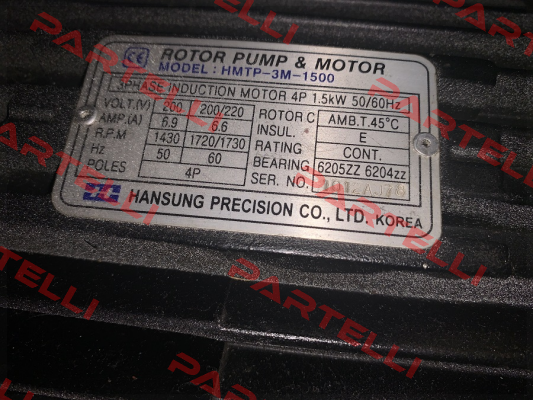 CE ROTOR PUMP & MOTOR
MODEL: HMTP-3M-1500
3PHASE INDUCTION MOTOR 4P 1.5kW 50/60Hz
VOLT.(V) 200 200/220 ROTOR C AMB.T.45°C
AMP.(A) 6.9 6.6 INSUL. E
R.P.M 1430 1720/1730 RATING CONT.
Hz 50 60 BEARING 6205ZZ 6204ZZ
POLES 4P SER. NO.
HANSUNG PRECISION CO., LTD. KOREA
PARTELLI
PARTELLI
PARTELLI
PARTELLI
PARTELLI
PARTELLI